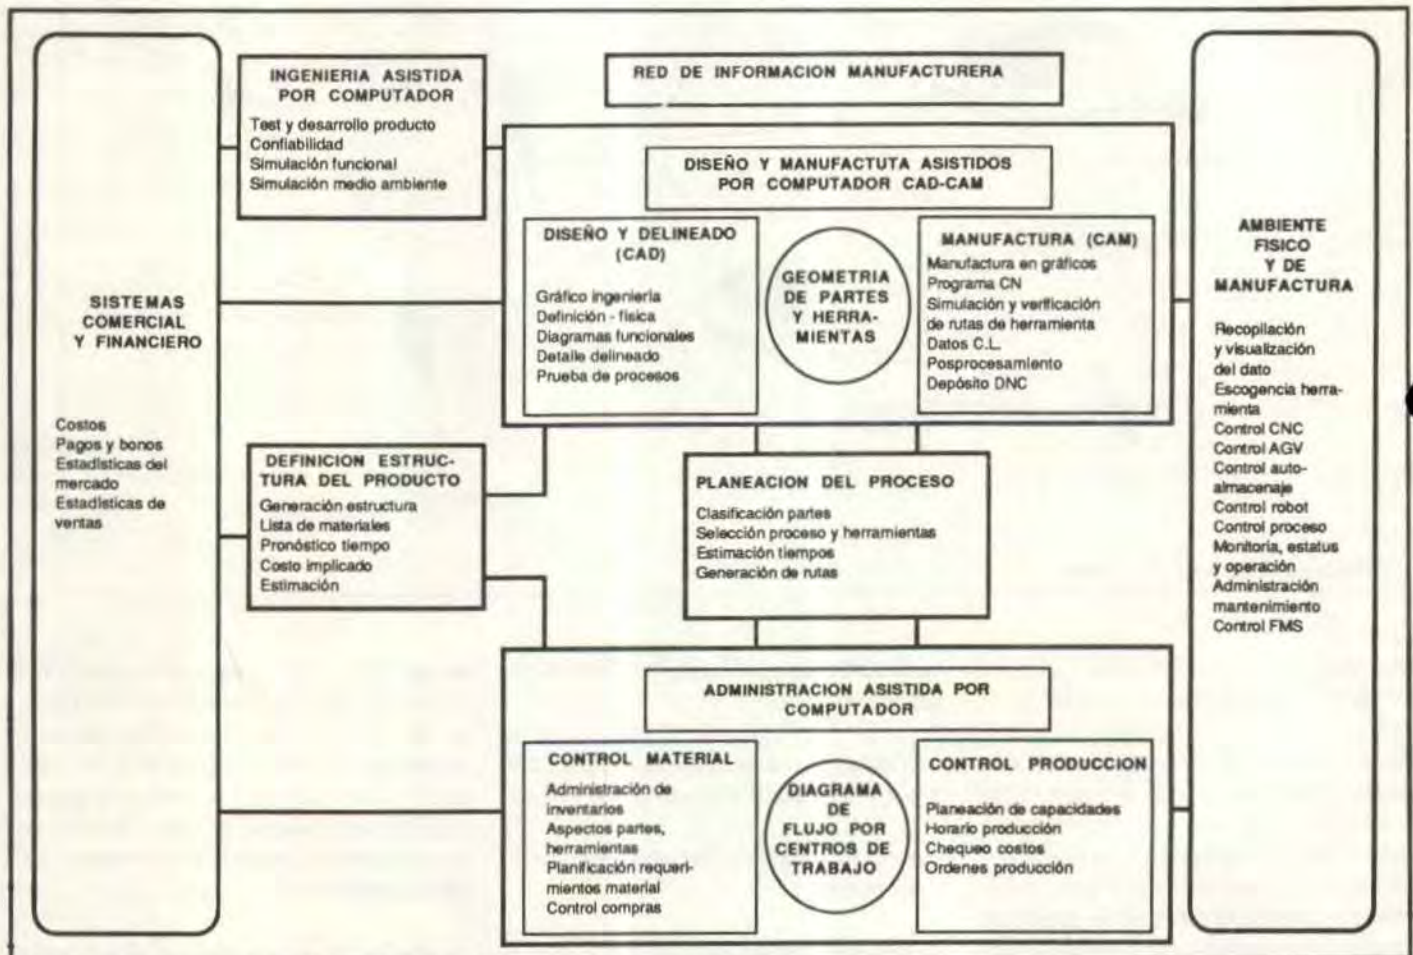 SISTEMAS
COMERCIAL
Y FINANCIERO
Costos
Pagos y bonos
Estadísticas del
mercado
Estadísticas de
ventas
INGENIERIA ASISTIDA
POR COMPUTADOR
Test y desarrollo producto
Confiabilidad
Simulación funcional
Simulación medio ambiente
RED DE INFORMACION MANUFACTURERA
DISEÑO Y MANUFACTUTA ASISTIDOS
POR COMPUTADOR CAD-CAM
DISEÑO Y DELINEADO
(CAD)
Gráfico ingeniería
Definición - física
Diagramas funcionales
Detalle delineado
Prueba de procesos
GEOMETRIA
DE PARTES
Y HERRA-
MIENTAS
MANUFACTURA (CAM)
Manufactura en gráficos
Programa CN
Simulación y verificación
de rutas de herramienta
Datos C.L.
Posprocesamiento
Depósito DNC
DEFINICION ESTRUC-
TURA DEL PRODUCTO
Generación estructura
Lista de materiales
Pronóstico tiempo
Costo implicado
Estimación
PLANEACION DEL PROCESO
Clasificación partes
Selección proceso y herramientas
Estimación tiempos
Generación de rutas
ADMINISTRACION ASISTIDA POR
COMPUTADOR
CONTROL MATERIAL
Administración de
inventarios
Aspectos partes,
herramientas
Planificación requeri-
mientos material
Control compras
DIAGRAMA
DE
FLUJO POR
CENTROS DE
TRABAJO
CONTROL PRODUCCION
Planeación de capacidades
Horario producción
Chequeo costos
Ordenes producción
AMBIENTE
FISICO
Y DE
MANUFACTURA
Recopilación
y visualización
del dato
Escogencia herra-
mienta
Control CNC
Control AGV
Control auto-
almacenaje
Control robot
Control proceso
Monitoría, estatus
y operación
Administración
mantenimiento
Control FMS